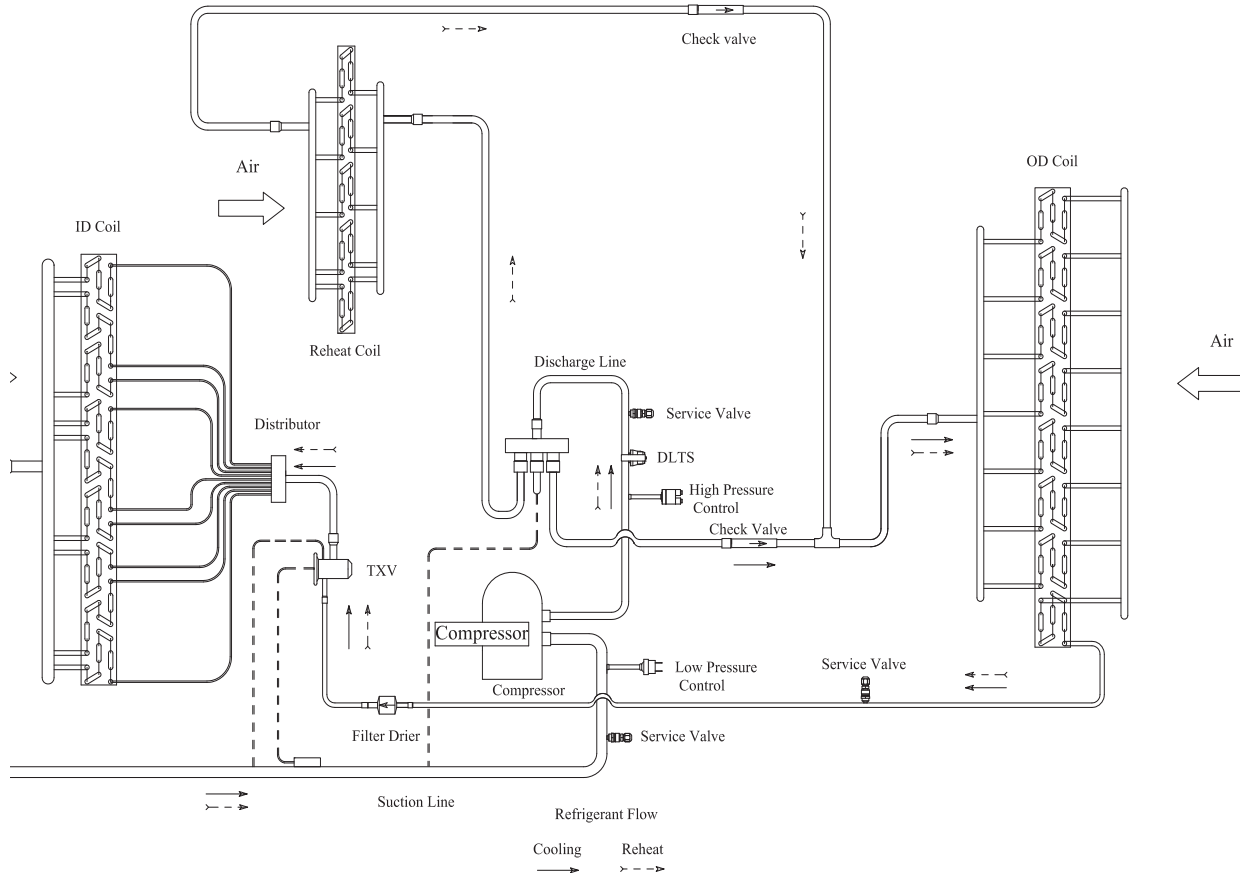 Check valve
Air
OD Coil
ID Coil
Air
Reheat Coil
Discharge Line
Service Valve
Distributor
DLTS
High Pressure
Control
Check Valve
TXV
Compressor
Low Pressure
Control
Service Valve
Compressor
Filter Drier
Service Valve
Suction Line
Refrigerant Flow
Cooling
Reheat